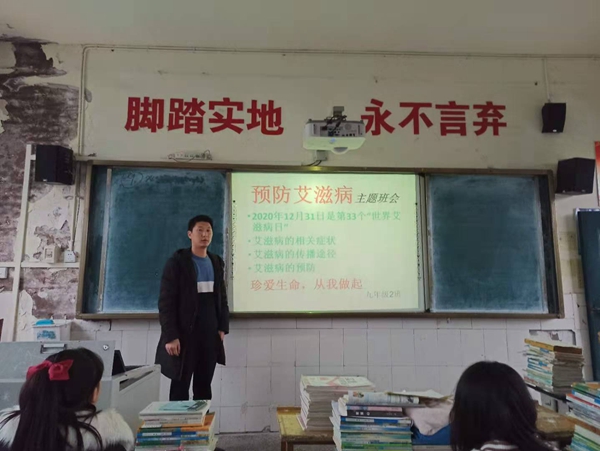 脚踏实地 永不言弃
预防艾滋病 主题班会
•2020年12月31日是第33个“世界艾
滋病日”
•艾滋病的相关症状
•艾滋病的传播途径
•艾滋病的预防
珍爱生命，从我做起
九年级2班